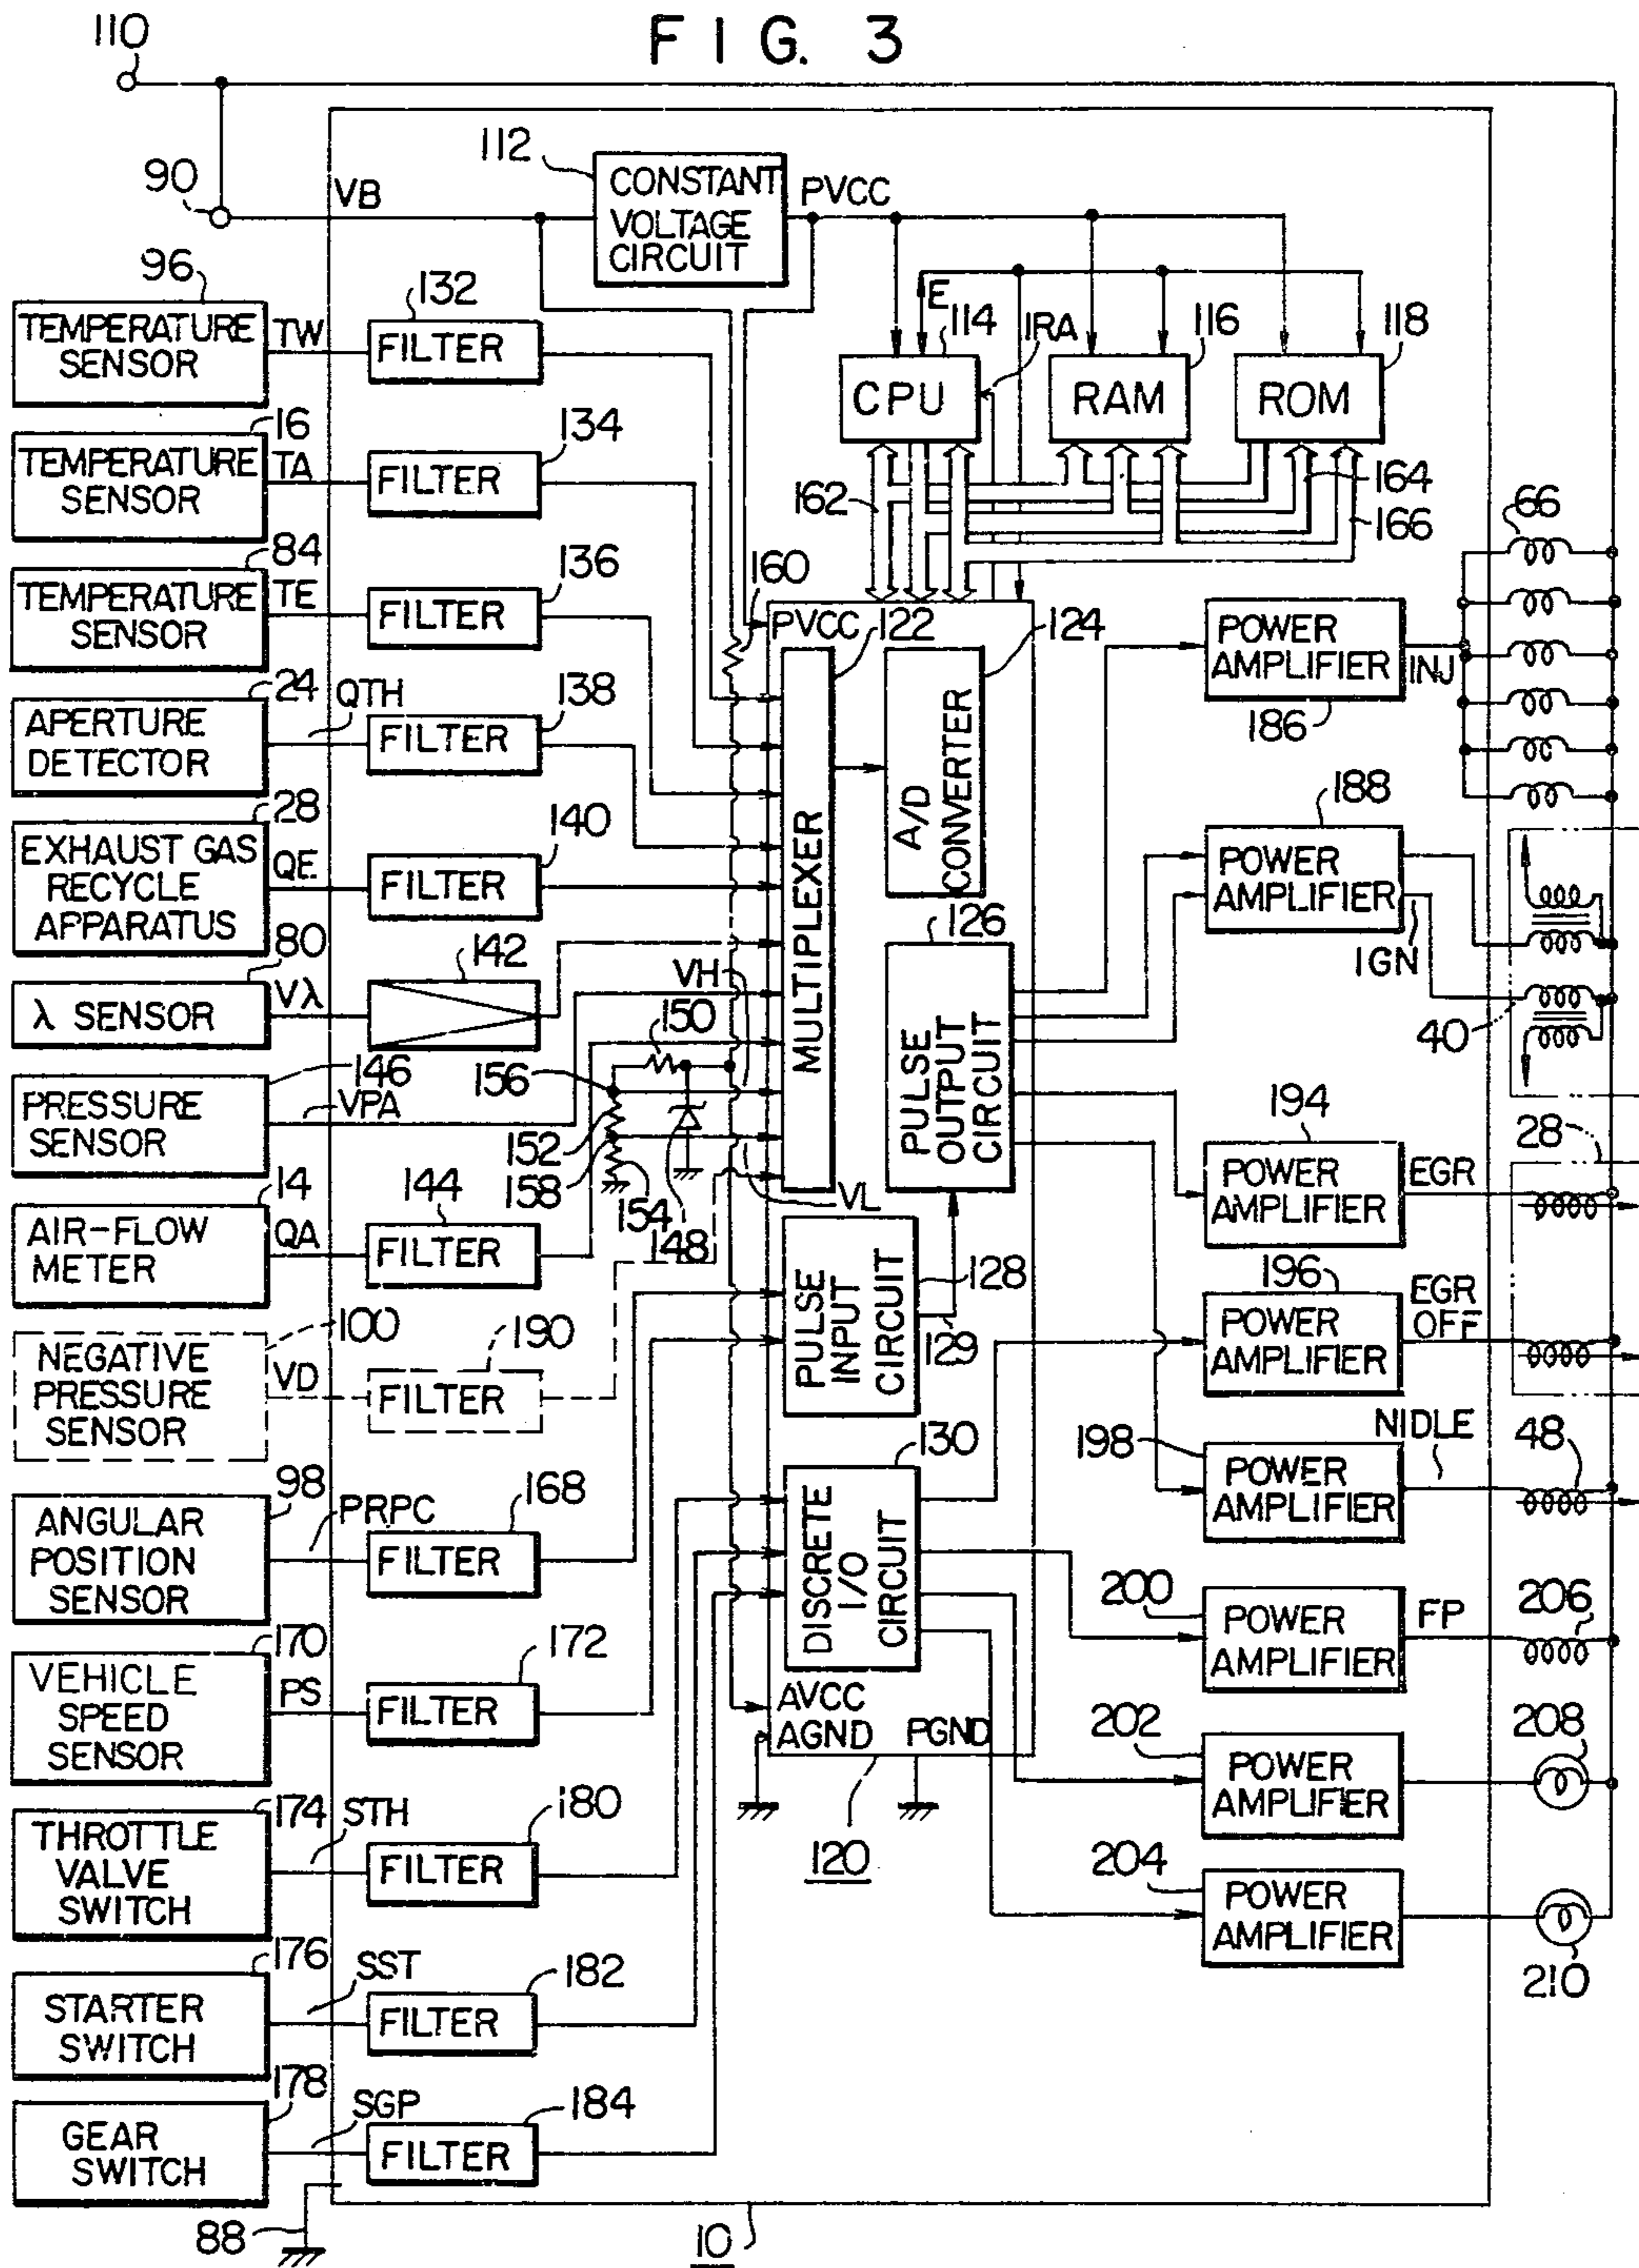 FIG. 3
110
90
VB
112
CONSTANT
VOLTAGE
CIRCUIT
PVCC
96
TEMPERATURE
SENSOR
TW
132
FILTER
E
114
IRA
116
118
CPU
RAM
ROM
16
TEMPERATURE
SENSOR
TA
134
FILTER
162
164
166
66
84
TEMPERATURE
SENSOR
TE
136
FILTER
160
PVCC
122
124
POWER
AMPLIFIER
INJ
186
24
APERTURE
DETECTOR
QTH
138
FILTER
MULTIPLEXER
A/D
CONVERTER
28
EXHAUST GAS
RECYCLE
APPARATUS
QE
140
FILTER
188
POWER
AMPLIFIER
IGN
40
80
λ SENSOR
Vλ
142
VH
126
PULSE
OUTPUT
CIRCUIT
150
156
146
PRESSURE
SENSOR
VPA
152
158
154
148
VL
194
POWER
AMPLIFIER
EGR
28
14
AIR-FLOW
METER
QA
144
FILTER
PULSE
INPUT
CIRCUIT
128
129
196
POWER
AMPLIFIER
EGR
OFF
100
NEGATIVE
PRESSURE
SENSOR
VD
190
FILTER
198
POWER
AMPLIFIER
NIDLE
48
98
ANGULAR
POSITION
SENSOR
PRPC
168
FILTER
130
DISCRETE
I/O
CIRCUIT
200
POWER
AMPLIFIER
FP
206
170
VEHICLE
SPEED
SENSOR
PS
172
FILTER
AVCC
AGND
PGND
202
POWER
AMPLIFIER
208
174
THROTTLE
VALVE
SWITCH
STH
180
FILTER
120
204
POWER
AMPLIFIER
210
176
STARTER
SWITCH
SST
182
FILTER
178
GEAR
SWITCH
SGP
184
FILTER
88
10